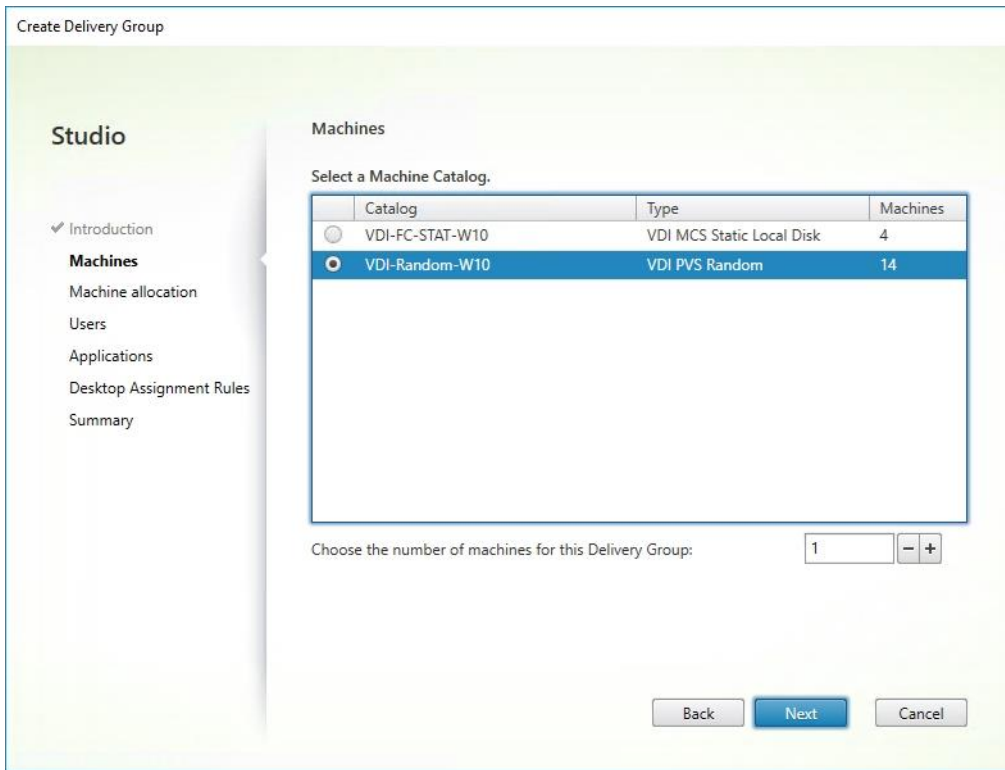 Create Delivery Group
Studio
Introduction
Machines
Machine allocation
Users
Applications
Desktop Assignment Rules
Summary
Machines
Select a Machine Catalog.
Catalog Type Machines
VDI-FC-STAT-W10 VDI MCS Static Local Disk 4
VDI-Random-W10 VDI PVS Random 14
Choose the number of machines for this Delivery Group: 1 − +
Back Next Cancel